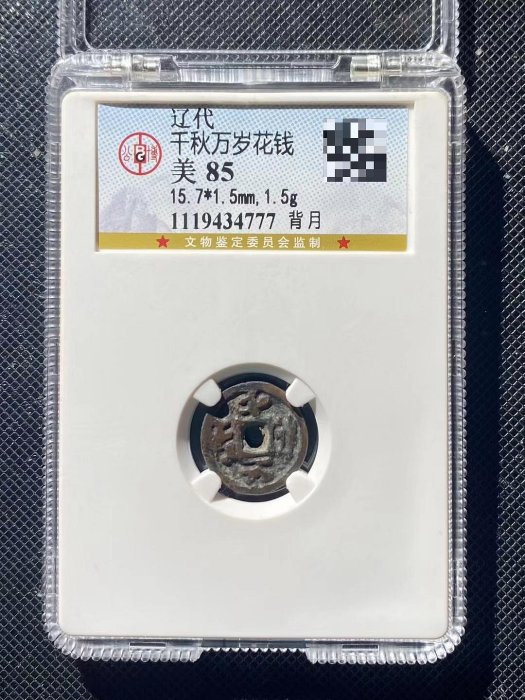 辽代
千秋万岁花钱
美 85
15.7*1.5mm,1.5g
1119434777 背月
文物鉴定委员会监制